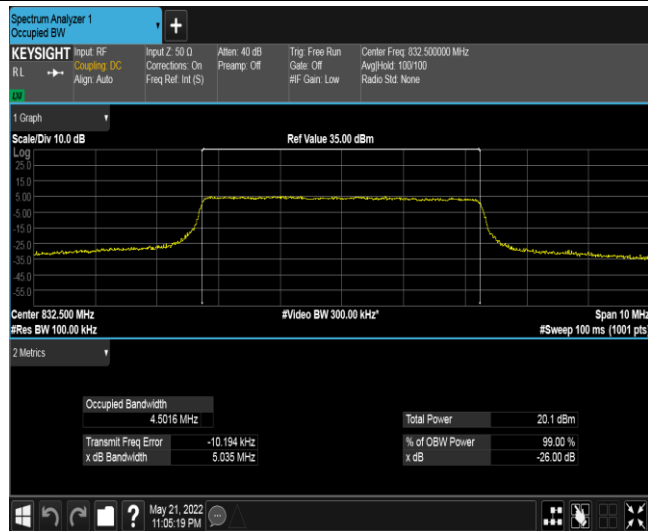 Spectrum Analyzer 1
Occupied BW
+
KEYSIGHT
RL
Input: RF
Coupling: DC
Align: Auto
Input Z: 50 Ω
Corrections: On
Freq Ref: Int (S)
Atten: 40 dB
Preamp: Off
Trig: Free Run
Gate: Off
#IF Gain: Low
Center Freq: 832.500000 MHz
Avg|Hold: 100/100
Radio Std: None
1 Graph
Scale/Div 10.0 dB
Ref Value 35.00 dBm
Log
25.0
15.0
5.00
-5.00
-15.0
-25.0
-35.0
-45.0
-55.0
Center 832.500 MHz
#Video BW 300.00 kHz*
Span 10 MHz
#Res BW 100.00 kHz
#Sweep 100 ms (1001 pts)
2 Metrics
Occupied Bandwidth
4.5016 MHz
Total Power 20.1 dBm
Transmit Freq Error -10.194 kHz
% of OBW Power 99.00 %
x dB Bandwidth 5.035 MHz
x dB -26.00 dB
?
May 21, 2022
11:05:19 PM